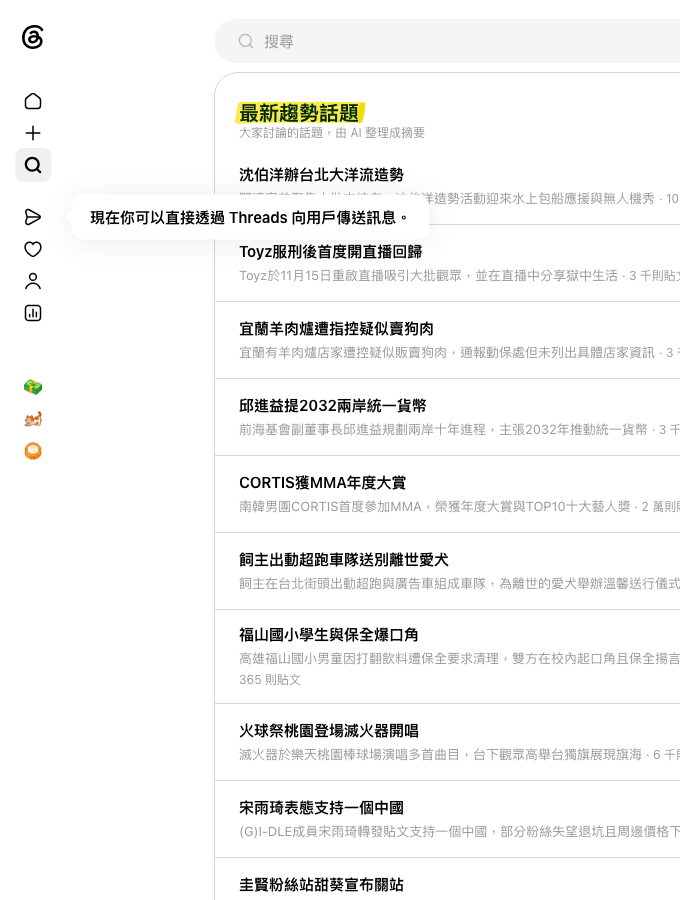 搜尋
最新趨勢話題
大家討論的話題，由 AI 整理成摘要
沈伯洋辦台北大洋流造勢
洋造勢活動迎來水上包船應援與無人機秀 · 10
現在你可以直接透過 Threads 向用戶傳送訊息。
Toyz服刑後首度開直播回歸
Toyz於11月15日重啟直播吸引大批觀眾，並在直播中分享獄中生活 · 3 千則貼文
宜蘭羊肉爐遭指控疑似賣狗肉
宜蘭有羊肉爐店家遭控疑似販賣狗肉，通報動保處但未列出具體店家資訊 · 3 千
邱進益提2032兩岸統一貨幣
前海基會副董事長邱進益規劃兩岸十年進程，主張2032年推動統一貨幣 · 3 千
CORTIS獲MMA年度大賞
南韓男團CORTIS首度參加MMA，榮獲年度大賞與TOP10十大藝人獎 · 2 萬則
飼主出動超跑車隊送別離世愛犬
飼主在台北街頭出動超跑與廣告車組成車隊，為離世的愛犬舉辦溫馨送行儀式
福山國小學生與保全爆口角
高雄福山國小男童因打翻飲料遭保全要求清理，雙方在校內起口角且保全揚言
365 則貼文
火球祭桃園登場滅火器開唱
滅火器於樂天桃園棒球場演唱多首曲目，台下觀眾高舉台獨旗展現旗海 · 6 千
宋雨琦表態支持一個中國
(G)I-DLE成員宋雨琦轉發貼文支持一個中國，部分粉絲失望退坑且周邊價格下
圭賢粉絲站甜葵宣布關站